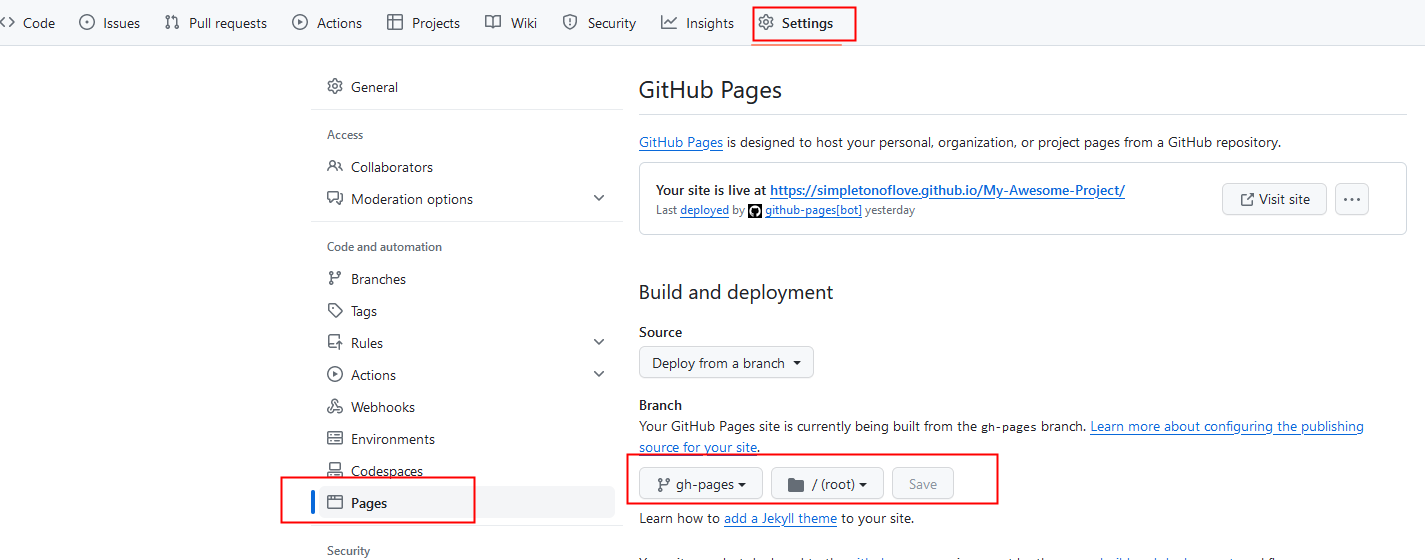 Code Issues Pull requests Actions Projects Wiki Security Insights Settings
General
Access
Collaborators
Moderation options
Code and automation
Branches
Tags
Rules
Actions
Webhooks
Environments
Codespaces
Pages
Security
GitHub Pages
GitHub Pages is designed to host your personal, organization, or project pages from a GitHub repository.
Your site is live at https://simpletonoflove.github.io/My-Awesome-Project/
Last deployed by github-pages[bot] yesterday
Visit site
Build and deployment
Source
Deploy from a branch
Branch
Your GitHub Pages site is currently being built from the gh-pages branch. Learn more about configuring the publishing
source for your site.
gh-pages / (root) Save
Learn how to add a Jekyll theme to your site.